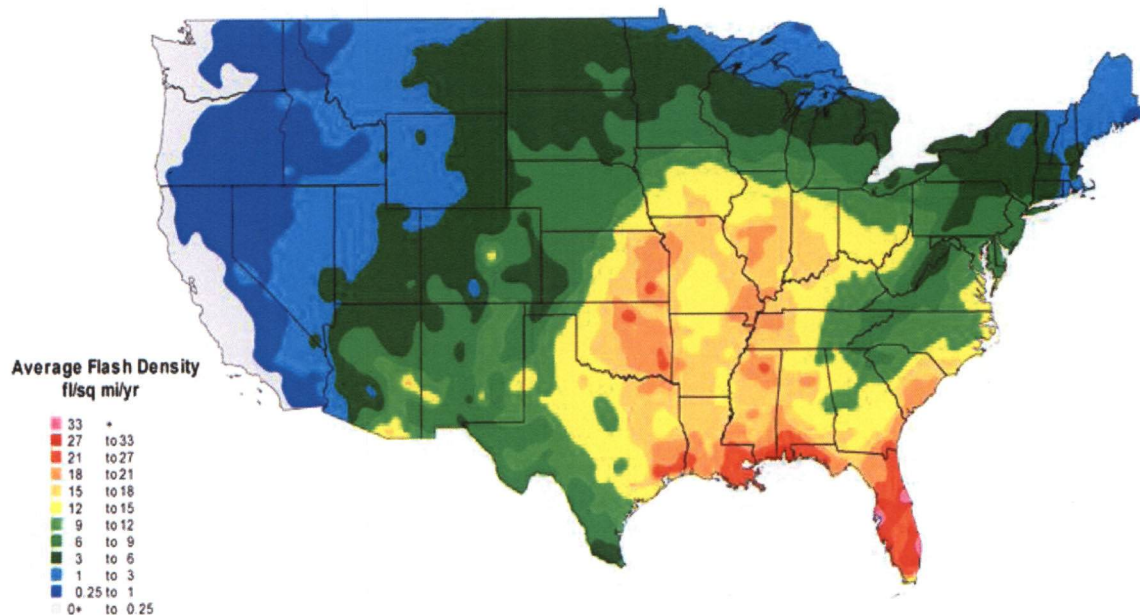 Average Flash Density
fl/sq mi/yr
33 +
27 to 33
21 to 27
18 to 21
15 to 18
12 to 15
9 to 12
6 to 9
3 to 6
1 to 3
0.25 to 1
0+ to 0.25